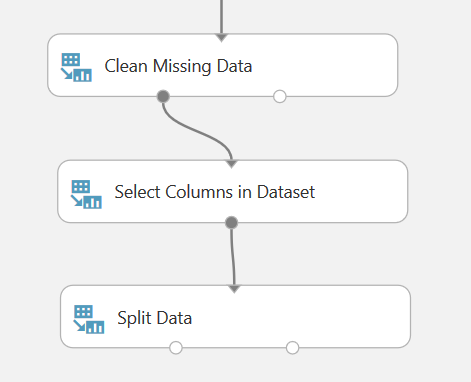 Clean Missing Data
Select Columns in Dataset
Split Data